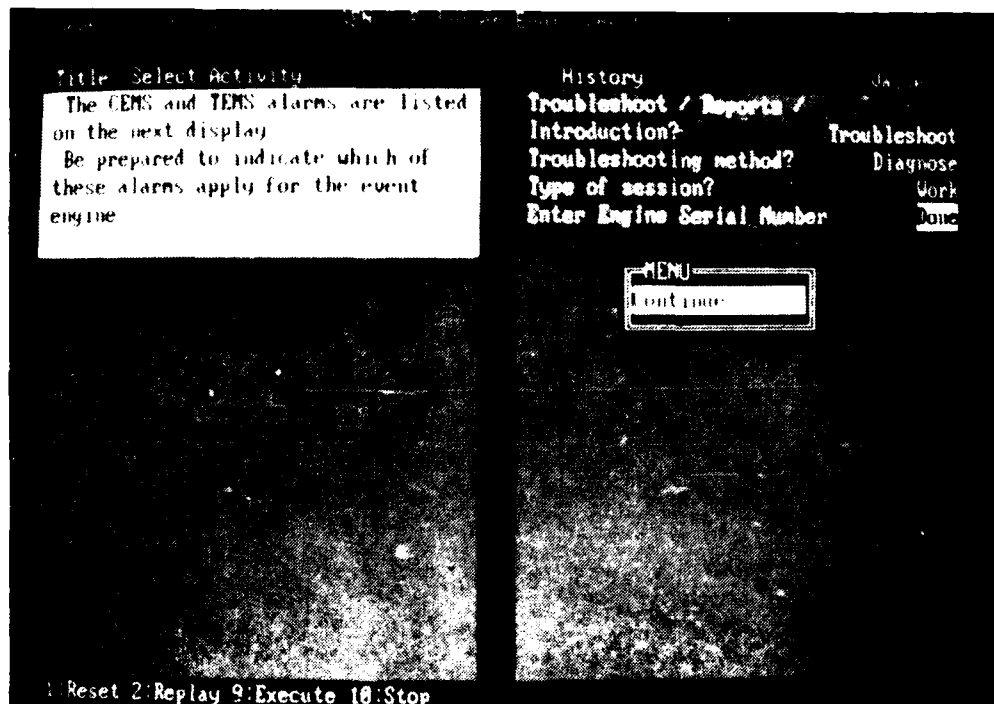 Title Select Activity
The CEMS and TEMS alarms are listed
on the next display
Be prepared to indicate which of
these alarms apply for the event
engine
History
Troubleshoot / Reports /
Introduction? Troubleshoot
Troubleshooting method? Diagnose
Type of session? Work
Enter Engine Serial Number Done
MENU
Continue
1:Reset 2:Replay 9:Execute 10:Stop